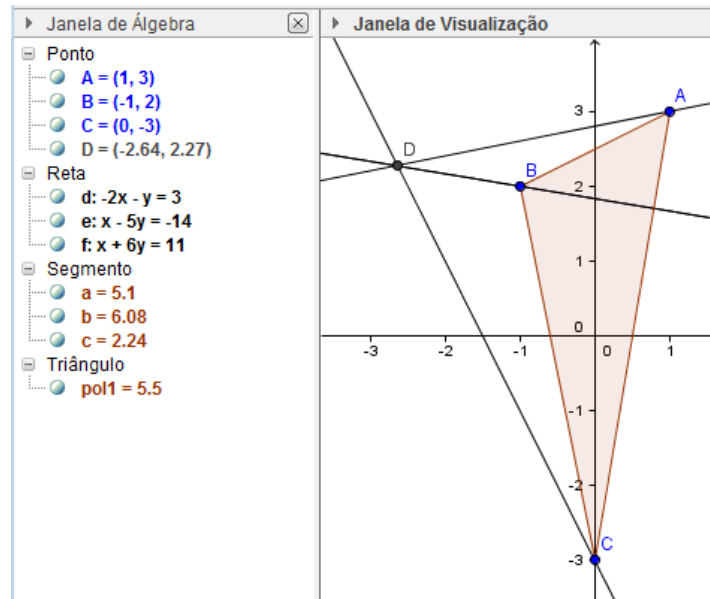 Janela de Álgebra
Ponto
A = (1, 3)
B = (-1, 2)
C = (0, -3)
D = (-2.64, 2.27)
Reta
d: -2x - y = 3
e: x - 5y = -14
f: x + 6y = 11
Segmento
a = 5.1
b = 6.08
c = 2.24
Triângulo
pol1 = 5.5
Janela de Visualização
A
3
D
B
2
1
0
-3 -2 -1 0 1
-1
-2
C
-3